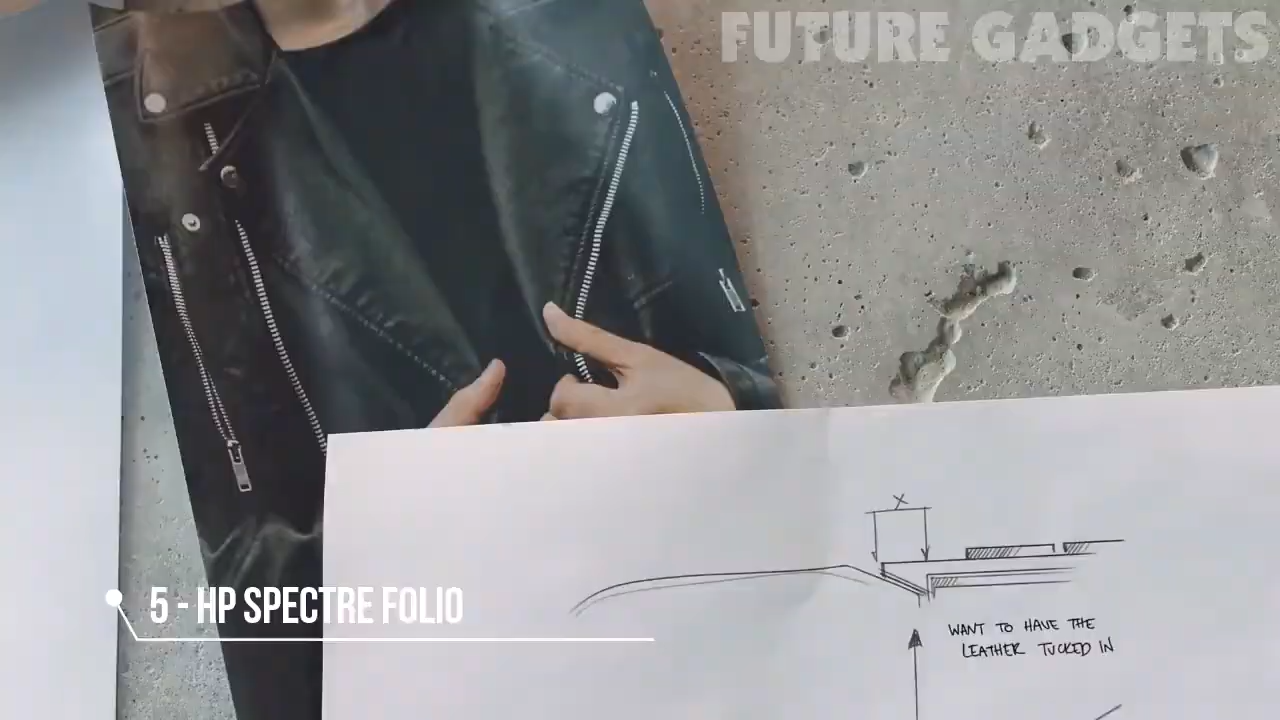 FUTURE GADGETS
X
5 - HP SPECTRE FOLIO
WANT TO HAVE THE
LEATHER TUCKED IN